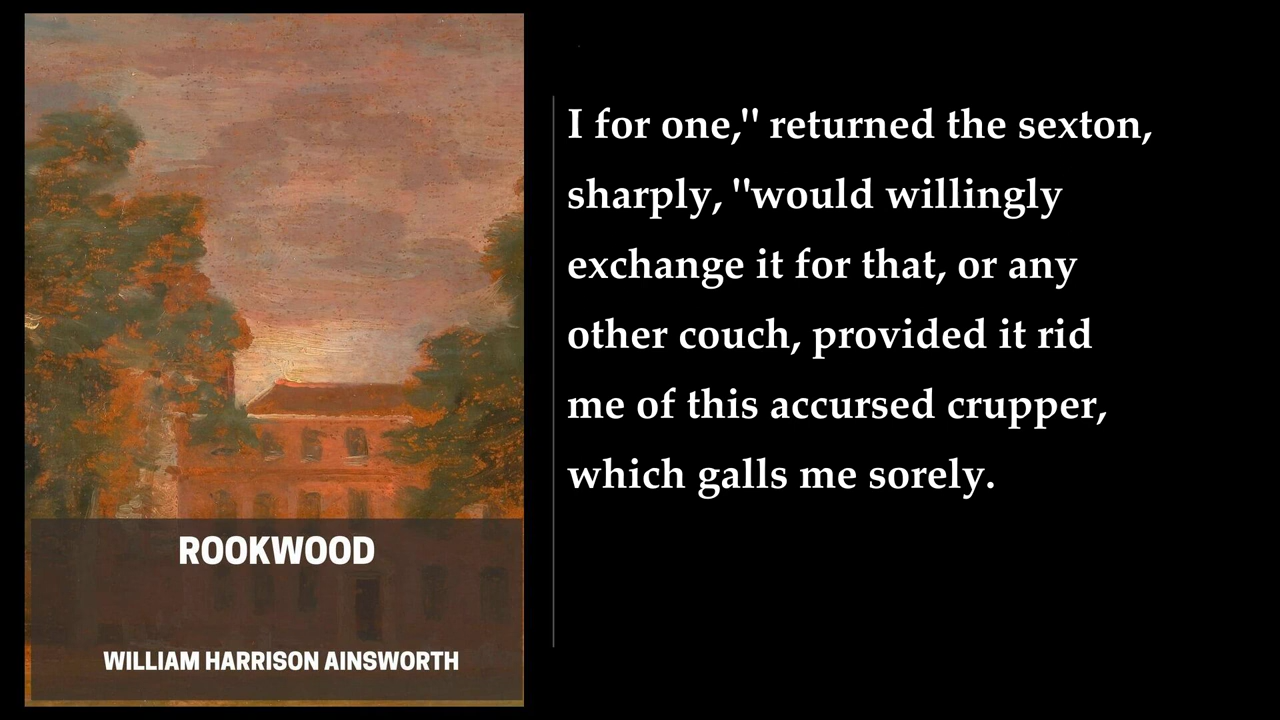 ROOKWOOD
WILLIAM HARRISON AINSWORTH
I for one," returned the sexton,
sharply, "would willingly
exchange it for that, or any
other couch, provided it rid
me of this accursed crupper,
which galls me sorely.